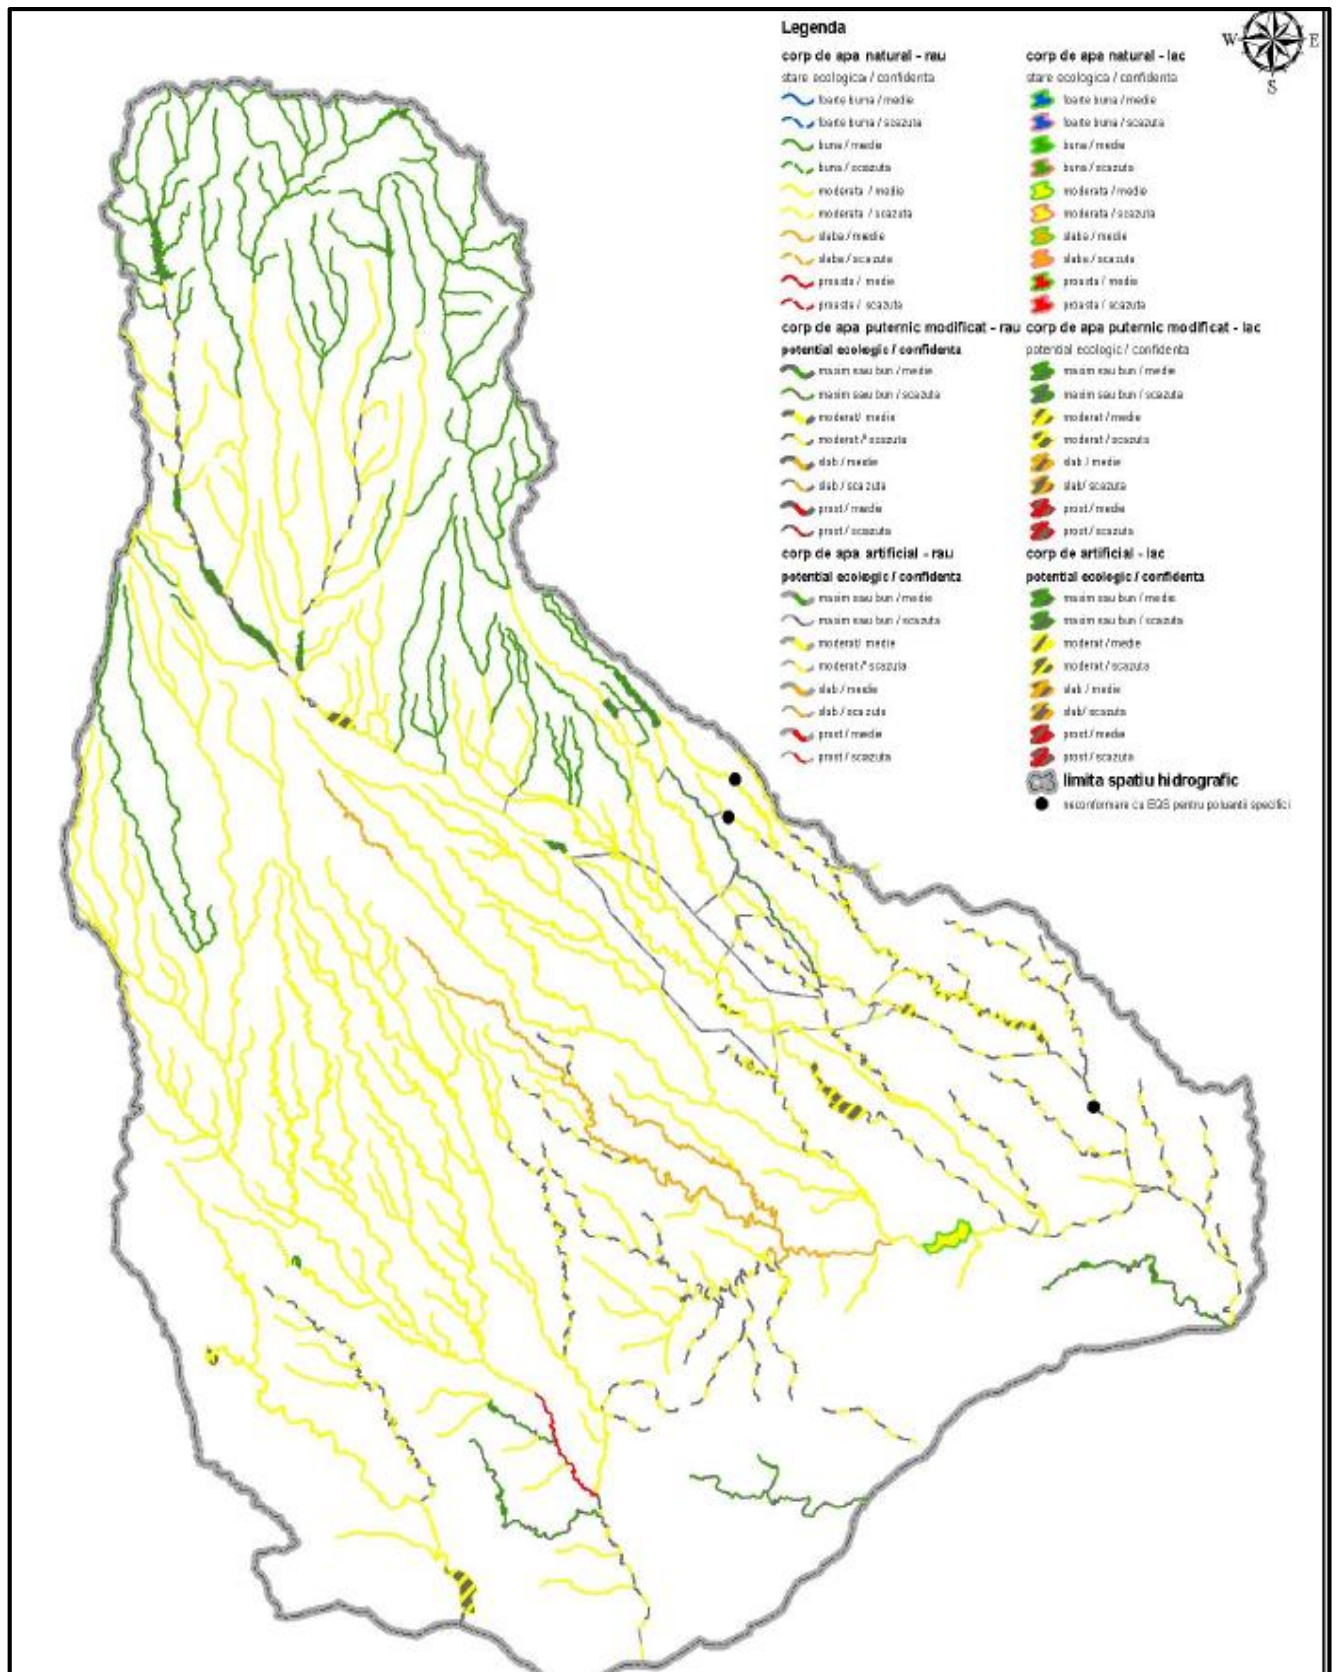 Legenda
corp de apa natural - rau
stare ecologica / confidenta
foarte buna / medie
foarte buna / scazuta
buna / medie
buna / scazuta
moderata / medie
moderata / scazuta
slaba / medie
slaba / scazuta
proasta / medie
proasta / scazuta
corp de apa puternic modificat - rau
potential ecologic / confidenta
maxim sau bun / medie
maxim sau bun / scazuta
moderat/ medie
moderat /* scazuta
slab / medie
slab / scazuta
prost / medie
prost / scazuta
corp de apa artificial - rau
potential ecologic / confidenta
maxim sau bun / medie
maxim sau bun / scazuta
moderat/ medie
moderat /* scazuta
slab / medie
slab / scazuta
prost / medie
prost / scazuta
corp de apa natural - lac
stare ecologica / confidenta
foarte buna / medie
foarte buna / scazuta
buna / medie
buna / scazuta
moderata / medie
moderata / scazuta
slaba / medie
slaba / scazuta
proasta / medie
proasta / scazuta
corp de apa puternic modificat - lac
potential ecologic / confidenta
maxim sau bun / medie
maxim sau bun / scazuta
moderat / medie
moderat / scazuta
slab / medie
slab/ scazuta
prost / medie
prost / scazuta
corp de artificial - lac
potential ecologic / confidenta
maxim sau bun / medie
maxim sau bun / scazuta
moderat / medie
moderat / scazuta
slab / medie
slab/ scazuta
prost / medie
prost / scazuta
limita spatiu hidrografic
neconformare cu EQS pentru poluantii specifici
W E
S